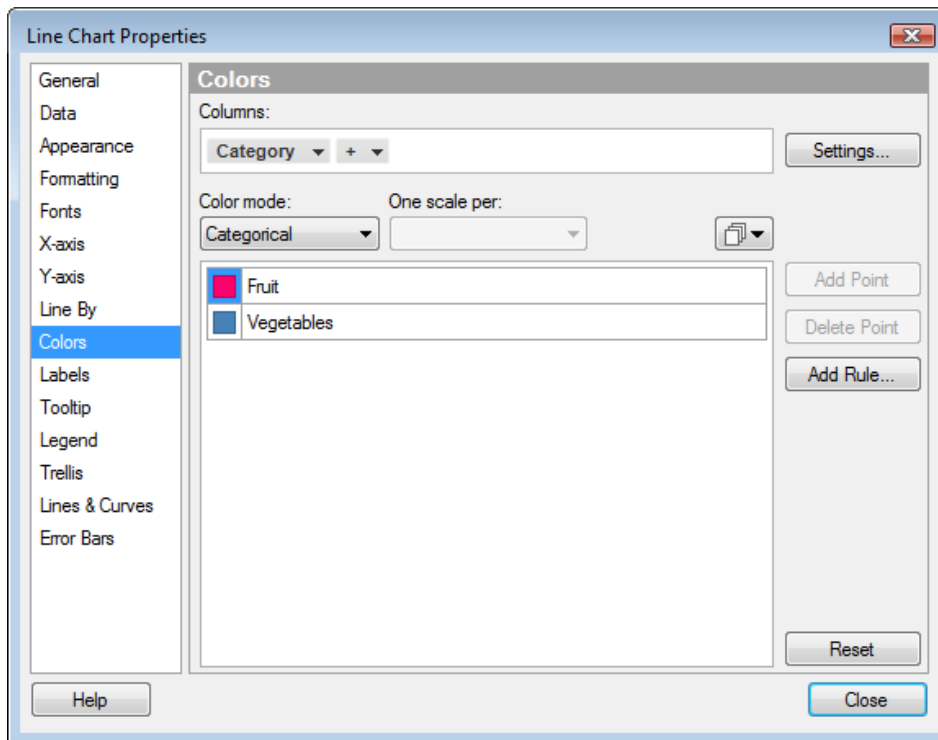 Line Chart Properties
General
Data
Appearance
Formatting
Fonts
X-axis
Y-axis
Line By
Colors
Labels
Tooltip
Legend
Trellis
Lines & Curves
Error Bars
Colors
Columns:
Category +
Settings...
Color mode: One scale per:
Categorical
Fruit
Vegetables
Add Point
Delete Point
Add Rule...
Reset
Help
Close